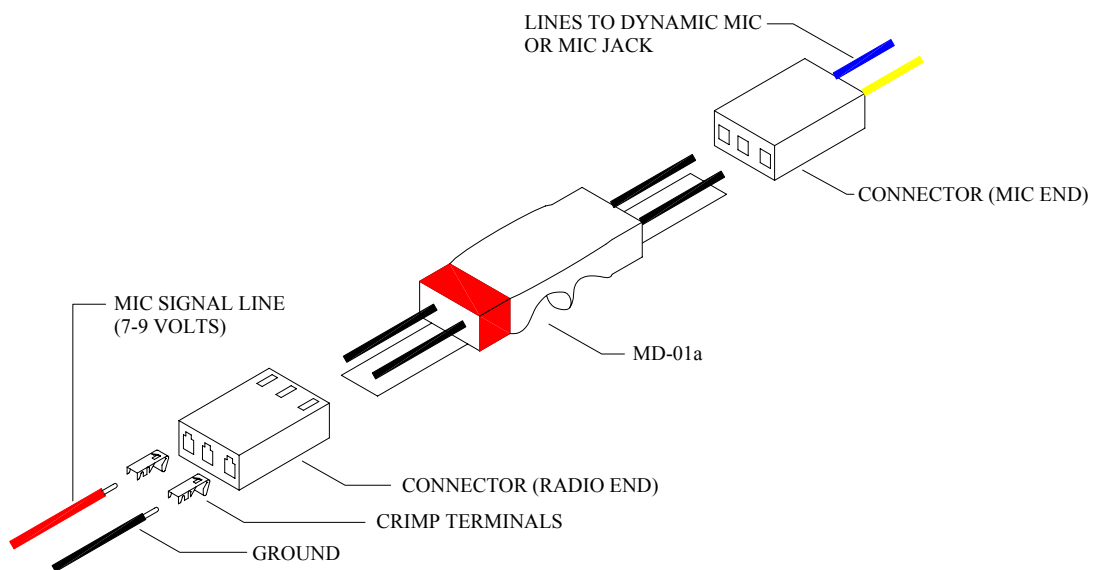 LINES TO DYNAMIC MIC
OR MIC JACK
CONNECTOR (MIC END)
MIC SIGNAL LINE
(7-9 VOLTS)
MD-01a
CONNECTOR (RADIO END)
CRIMP TERMINALS
GROUND